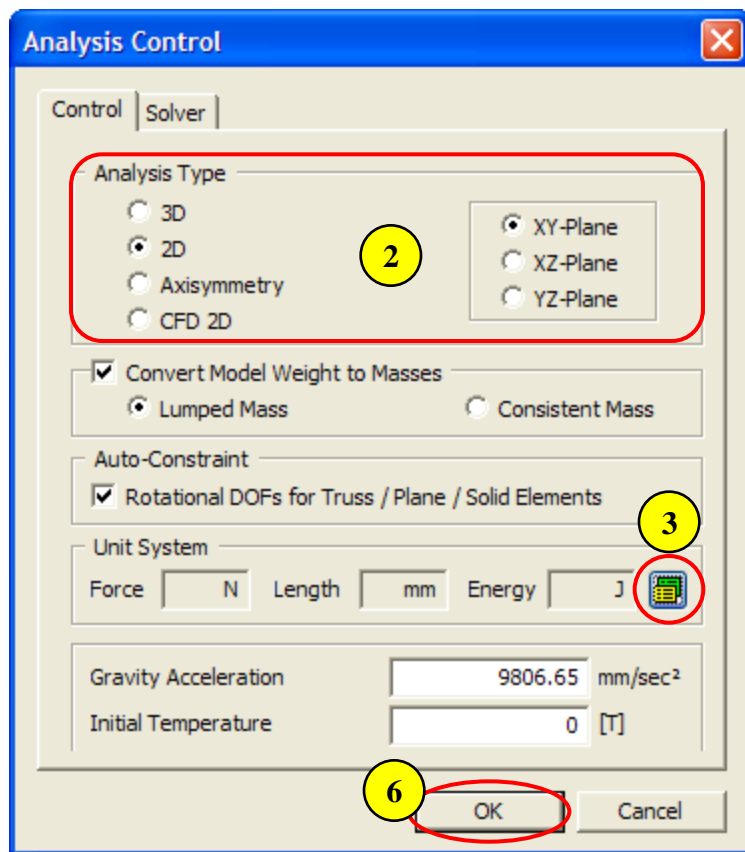 Analysis Control
Control Solver
Analysis Type
3D
2D
Axisymmetry
CFD 2D
2
XY-Plane
XZ-Plane
YZ-Plane
Convert Model Weight to Masses
Lumped Mass Consistent Mass
Auto-Constraint
Rotational DOFs for Truss / Plane / Solid Elements
3
Unit System
Force N Length mm Energy J
Gravity Acceleration 9806.65 mm/sec²
Initial Temperature 0 [T]
6
OK Cancel